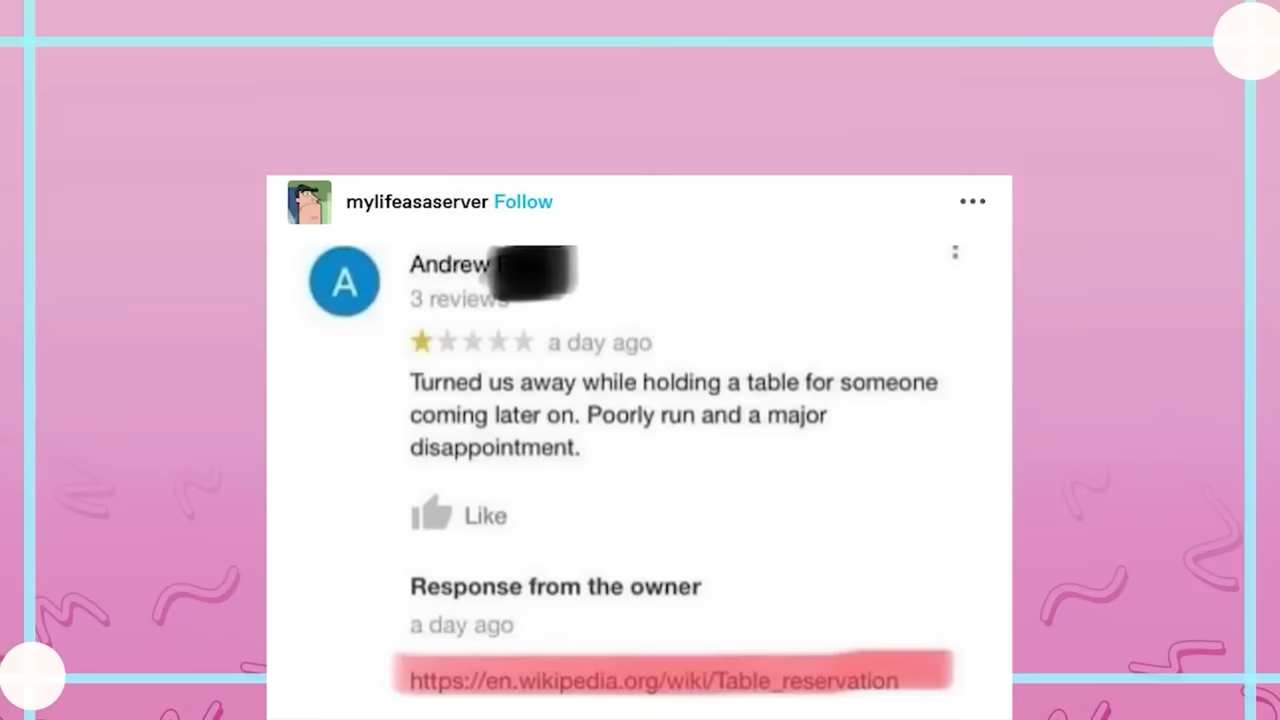 mylifeasaserver Follow
A
Andrew
3 reviews
a day ago
Turned us away while holding a table for someone
coming later on. Poorly run and a major
disappointment.
Like
Response from the owner
a day ago
https://en.wikipedia.org/wiki/Table_reservation